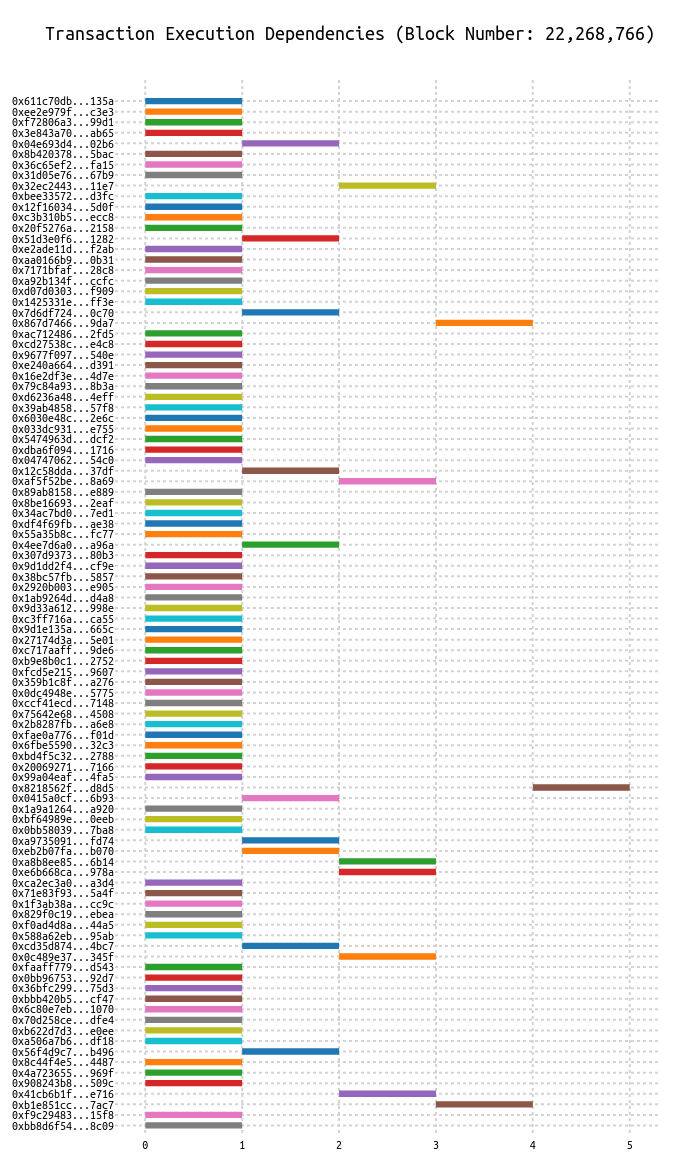 Transaction Execution Dependencies (Block Number: 22,268,766)
0x611c70db...135a
0xee2e979f...c3e3
0xf72806a3...99d1
0x3e843a70...ab65
0x04e693d4...02b6
0x8b420378...5bac
0x36c65ef2...fa15
0x31d05e76...67b9
0x32ec2443...11e7
0xbee33572...d3fc
0x12f16034...5d0f
0xc3b310b5...ecc8
0x20f5276a...2158
0x51d3e0f6...1282
0xe2ade11d...f2ab
0xaa0166b9...0b31
0x7171bfaf...28c8
0xa92b134f...ccfc
0xd07d0303...f909
0x1425331e...ff3e
0x7d6df724...0c70
0x867d7466...9da7
0xac712486...2fd5
0xcd27538c...e4c8
0x9677f097...540e
0xe240a664...d391
0x16e2df3e...4d7e
0x79c84a93...8b3a
0xd6236a48...4eff
0x39ab4858...57f8
0x6030e48c...2e6c
0x033dc931...e755
0x5474963d...dcf2
0xdba6f094...1716
0x04747062...54c0
0x12c58dda...37df
0xaf5f52be...8a69
0x89ab8158...e889
0x8be16693...2eaf
0x34ac7bd0...7ed1
0xdf4f69fb...ae38
0x55a35b8c...fc77
0x4ee7d6a0...a96a
0x307d9373...80b3
0x9d1dd2f4...cf9e
0x38bc57fb...5857
0x2920b003...e905
0x1ab9264d...d4a8
0x9d33a612...998e
0xc3ff716a...ca55
0x9d1e135a...665c
0x27174d3a...5e01
0xc717aaff...9de6
0xb9e8b0c1...2752
0xfcd5e215...9607
0x359b1c8f...a276
0x0dc4948e...5775
0xccf41ecd...7148
0x75642e68...4508
0x2b8287fb...a6e8
0xfae0a776...f01d
0x6fbe5590...32c3
0xbd4f5c32...2788
0x20069271...7166
0x99a04eaf...4fa5
0x8218562f...d8d5
0x0415a0cf...6b93
0x1a9a1264...a920
0xbf64989e...0eeb
0x0bb58039...7ba8
0xa9735091...fd74
0xeb2b07fa...b070
0xa8b8ee85...6b14
0xe6b668ca...978a
0xca2ec3a0...a3d4
0x71e83f93...5a4f
0x1f3ab38a...cc9c
0x829f0c19...ebea
0xf0ad4d8a...44a5
0x588a62eb...95ab
0xcd35d874...4bc7
0x0c489e37...345f
0xfaaff779...d543
0x0bb96753...92d7
0x36bfc299...75d3
0xbbb420b5...cf47
0x6c80e7eb...1070
0x70d258ce...dfe4
0xb622d7d3...e0ee
0xa506a7b6...df18
0x56f4d9c7...b496
0x8c44f4e5...4487
0x4a723655...969f
0x908243b8...509c
0x41cb6b1f...e716
0xb1e851cc...7ac7
0xf9c29483...15f8
0xbb8d6f54...8c09
0 1 2 3 4 5